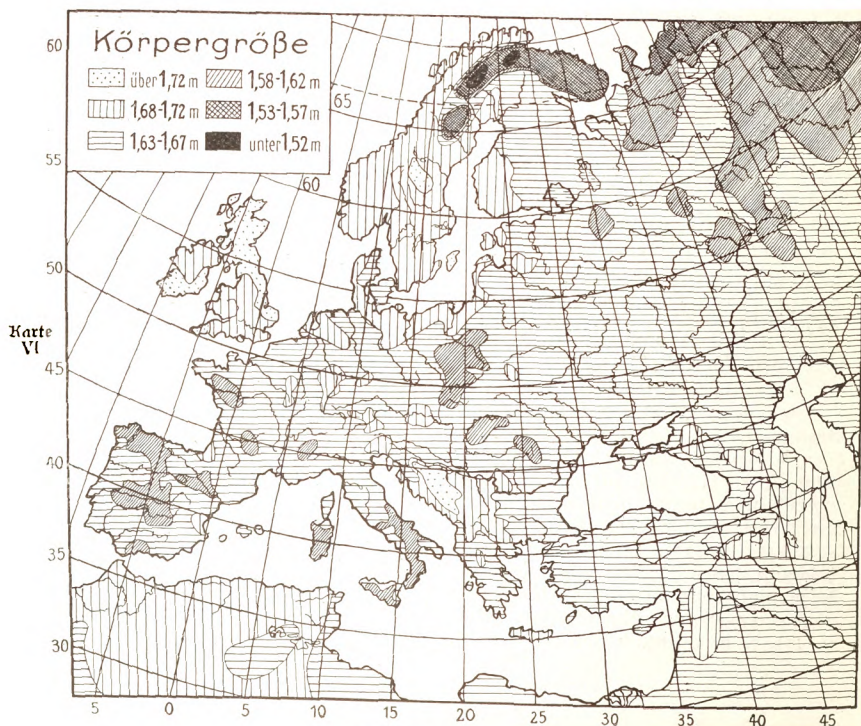 Körpergröße
über 1,72 m
1,58-1,62 m
1,68-1,72 m
1,53-1,57 m
1,63-1,67 m
unter 1,52 m
Karte
VI
60
55
50
45
40
35
30
65
60
5 0 5 10 15 20 25 30 35 40 45